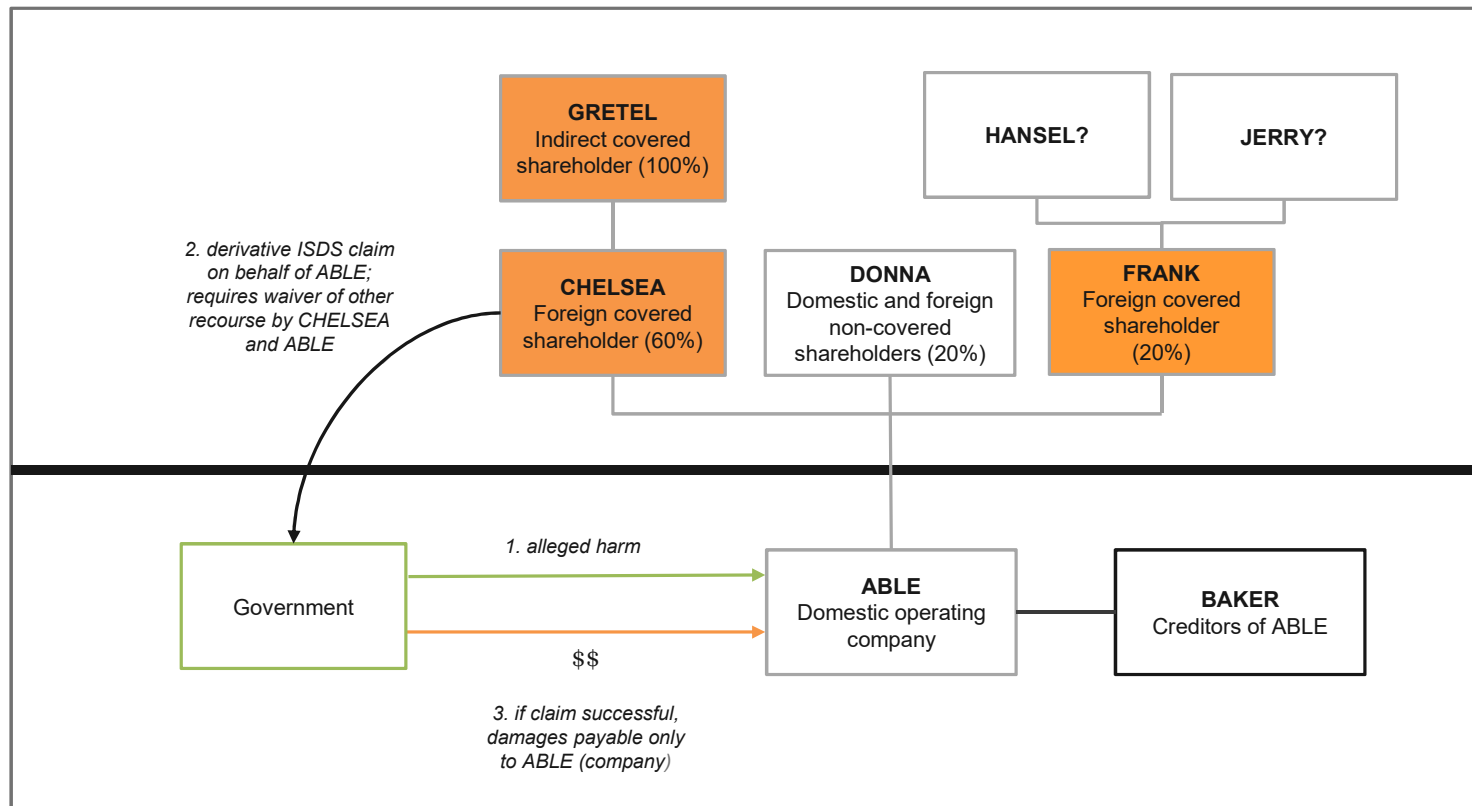 GRETEL
Indirect covered
shareholder (100%)
HANSEL?
JERRY?
2. derivative ISDS claim
on behalf of ABLE;
requires waiver of other
recourse by CHELSEA
and ABLE
CHELSEA
Foreign covered
shareholder (60%)
DONNA
Domestic and foreign
non-covered
shareholders (20%)
FRANK
Foreign covered
shareholder
(20%)
Government
1. alleged harm
$$
3. if claim successful,
damages payable only
to ABLE (company)
ABLE
Domestic operating
company
BAKER
Creditors of ABLE